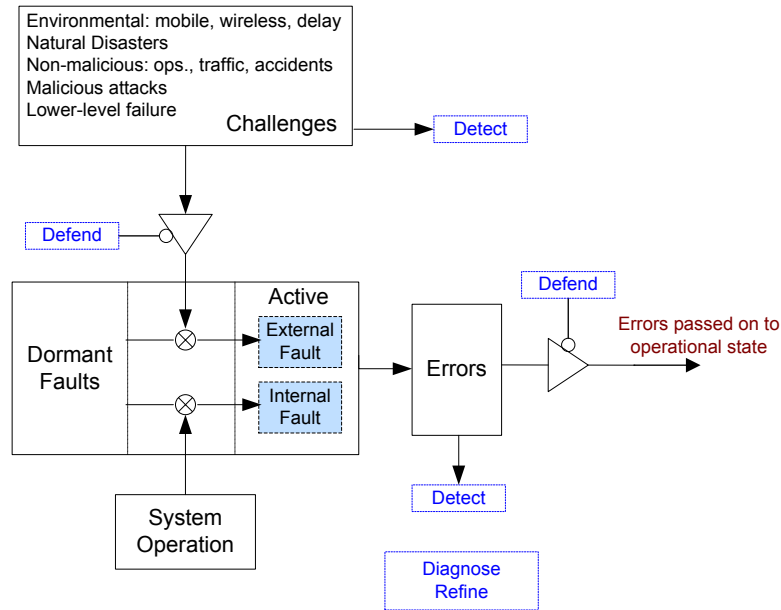 Environmental: mobile, wireless, delay
Natural Disasters
Non-malicious: ops., traffic, accidents
Malicious attacks
Lower-level failure
Challenges
Detect
Defend
Active
External
Fault
Dormant
Faults
Internal
Fault
Errors
Defend
Errors passed on to
operational state
Detect
System
Operation
Diagnose
Refine